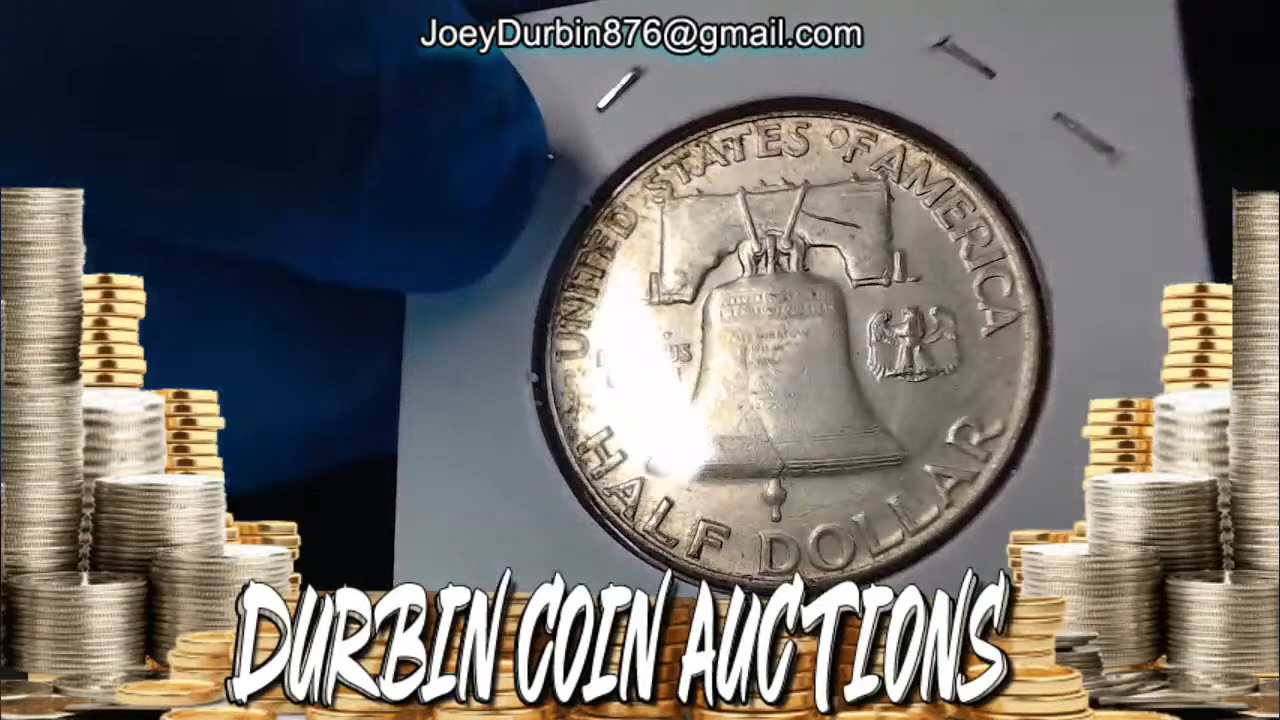 JoeyDurbin876@gmail.com
UNITED STATES OF AMERICA
HALF DOLLAR
DURBIN COIN AUCTIONS